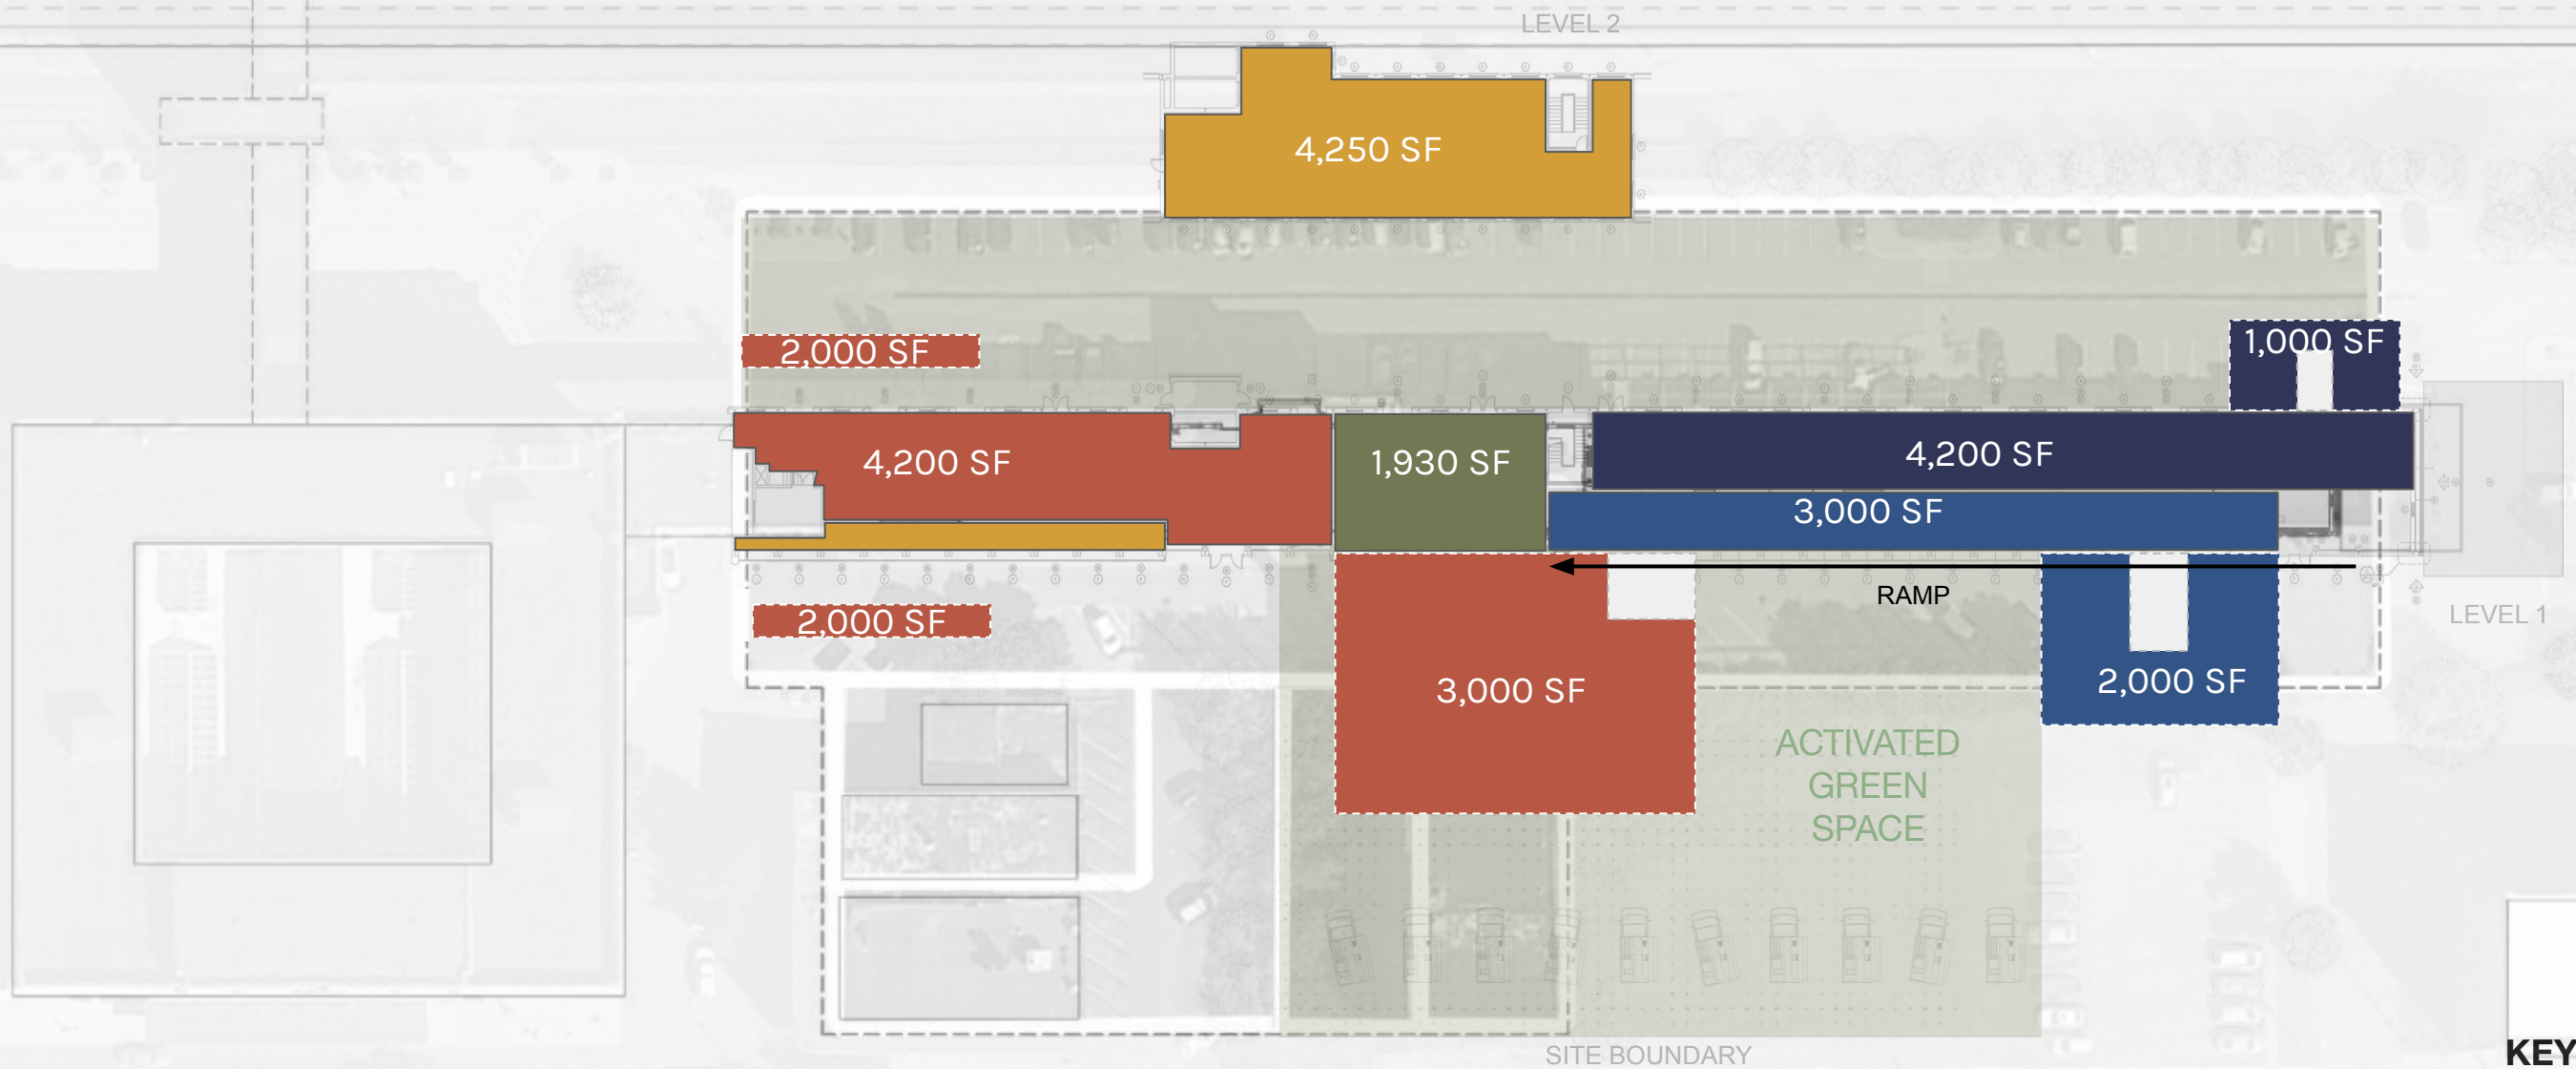 LEVEL 2
4,250 SF
1,000 SF
2,000 SF
4,200 SF
1,930 SF
4,200 SF
3,000 SF
RAMP
LEVEL 1
2,000 SF
3,000 SF
2,000 SF
ACTIVATED
GREEN
SPACE
SITE BOUNDARY
KEY